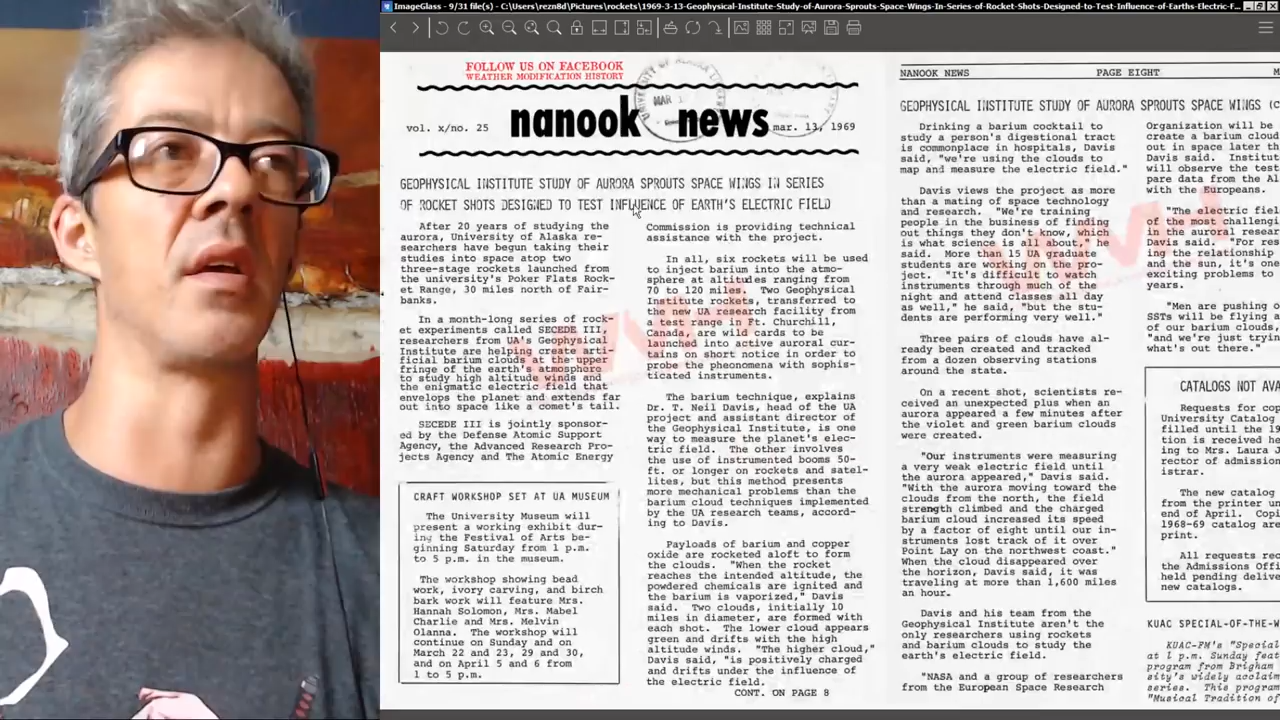 ImageGlass - 9/31 file(s) - C:\Users\rezn8d\Pictures\rockets\1969-3-13-Geophysical-Institute-Study-of-Aurora-Sprouts-Space-Wings-In-Series-of-Rocket-Shots-Designed-to-Test-Influence-of-Earths-Electric-F...
FOLLOW US ON FACEBOOK
WEATHER MODIFICATION HISTORY
vol. x/no. 25
nanook news
mar. 13, 1969
GEOPHYSICAL INSTITUTE STUDY OF AURORA SPROUTS SPACE WINGS IN SERIES
OF ROCKET SHOTS DESIGNED TO TEST INFLUENCE OF EARTH'S ELECTRIC FIELD
After 20 years of studying the
aurora, University of Alaska re-
searchers have begun taking their
studies into space atop two
three-stage rockets launched from
the university's Poker Flats Rock-
et Range, 30 miles north of Fair-
banks.
In a month-long series of rock-
et experiments called SECEDE III,
researchers from UA's Geophysical
Institute are helping create arti-
ficial barium clouds at the upper
fringe of the earth's atmosphere
to study high altitude winds and
the enigmatic electric field that
envelops the planet and extends far
out into space like a comet's tail.
SECEDE III is jointly sponsor-
ed by the Defense Atomic Support
Agency, the Advanced Research Pro-
jects Agency and The Atomic Energy
CRAFT WORKSHOP SET AT UA MUSEUM
The University Museum will
present a working exhibit dur-
ing the Festival of Arts be-
ginning Saturday from 1 p.m.
to 5 p.m. in the museum.
The workshop showing bead
work, ivory carving, and birch
bark work will feature Mrs.
Hannah Solomon, Mrs. Mabel
Charlie and Mrs. Melvin
Olanna. The workshop will
continue on Sunday and on
March 22 and 23, 29 and 30,
and on April 5 and 6 from
1 to 5 p.m.
Commission is providing technical
assistance with the project.
In all, six rockets will be used
to inject barium into the atmo-
sphere at altitudes ranging from
70 to 120 miles. Two Geophysical
Institute rockets, transferred to
the new UA research facility from
a test range in Ft. Churchill,
Canada, are wild cards to be
launched into active auroral cur-
tains on short notice in order to
probe the pheonomena with sophis-
ticated instruments.
The barium technique, explains
Dr. T. Neil Davis, head of the UA
project and assistant director of
the Geophysical Institute, is one
way to measure the planet's elec-
tric field. The other involves
the use of instrumented booms 50-
ft. or longer on rockets and satel-
lites, but this method presents
more mechanical problems than the
barium cloud techniques implemented
by the UA research teams, accord-
ing to Davis.
Payloads of barium and copper
oxide are rocketed aloft to form
the clouds. "When the rocket
reaches the intended altitude, the
powdered chemicals are ignited and
the barium is vaporized," Davis
said. Two clouds, initially 10
miles in diameter, are formed with
each shot. The lower cloud appears
green and drifts with the high
altitude winds. "The higher cloud,"
Davis said, "is positively charged
and drifts under the influence of
the electric field.
CONT. ON PAGE 8
NANOOK NEWS PAGE EIGHT M
GEOPHYSICAL INSTITUTE STUDY OF AURORA SPROUTS SPACE WINGS (C
Drinking a barium cocktail to
study a person's digestional tract
is commonplace in hospitals, Davis
said, "we're using the clouds to
map and measure the electric field."
Davis views the project as more
than a mating of space technology
and research. "We're training
people in the business of finding
out things they don't know, which
is what science is all about," he
said. More than 15 UA graduate
students are working on the pro-
ject. "It's difficult to watch
instruments through much of the
night and attend classes all day
as well," he said, "but the stu-
dents are performing very well."
Three pairs of clouds have al-
ready been created and tracked
from a dozen observing stations
around the state.
On a recent shot, scientists re-
ceived an unexpected plus when an
aurora appeared a few minutes after
the violet and green barium clouds
were created.
"Our instruments were measuring
a very weak electric field until
the aurora appeared," Davis said.
"With the aurora moving toward the
clouds from the north, the field
strength climbed and the charged
barium cloud increased its speed
by a factor of eight until our in-
struments lost track of it over
Point Lay on the northwest coast."
When the cloud disappeared over
the horizon, Davis said, it was
traveling at more than 1,600 miles
an hour.
Davis and his team from the
Geophysical Institute aren't the
only researchers using rockets
and barium clouds to study the
earth's electric field.
"NASA and a group of researchers
from the European Space Research
Organization will be
create a barium cloud
out in space later th
Davis said. Institut
will observe the test
pare data from the Al
with the Europeans.
"The electric field
of the most challengi
in the auroral resear
Davis said. "For res
ing the relationship
and the sun, it's one
exciting problems to
years.
"Men are pushing o
SSTs will be flying a
of our barium clouds,
"and we're just tryin
what's out there."
CATALOGS NOT AVA
Requests for cop
University Catalog
filled until the 19
tion is received he
ing to Mrs. Laura J
rector of admission
istrar.
The new catalog
from the printer un
end of April. Copi
1968-69 catalog are
print.
All requests rec
the Admissions Offi
held pending delive
new catalogs.
KUAC SPECIAL-OF-THE-W
KUAC-FM's "Special
at 1 p.m. Sunday feat
program from Brigham
sity's widely acclaim
series. This program
"Musical Tradition of